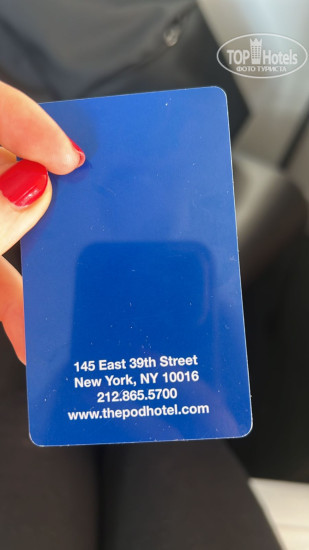 TOP Hotels
ФОТО ТУРИСТА
145 East 39th Street
New York, NY 10016
212.865.5700
www.thepodhotel.com